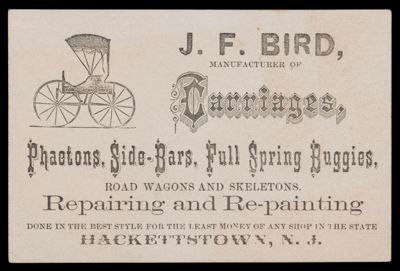 J. F. BIRD,
MANUFACTURER OF
Carriages,
Phaetons, Side-Bars, Full Spring Buggies,
ROAD WAGONS AND SKELETONS.
Repairing and Re-painting
DONE IN THE BEST STYLE FOR THE LEAST MONEY OF ANY SHOP IN THE STATE
HACKETTSTOWN, N. J.